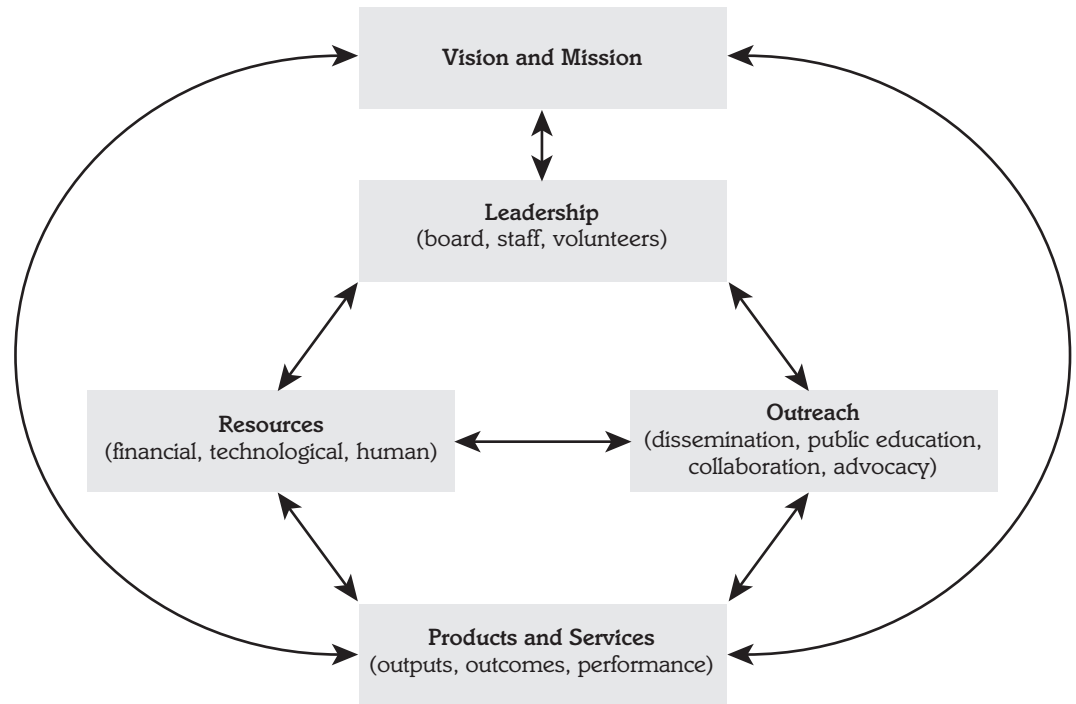 Vision and Mission
Leadership
(board, staff, volunteers)
Resources
(financial, technological, human)
Outreach
(dissemination, public education,
collaboration, advocacy)
Products and Services
(outputs, outcomes, performance)